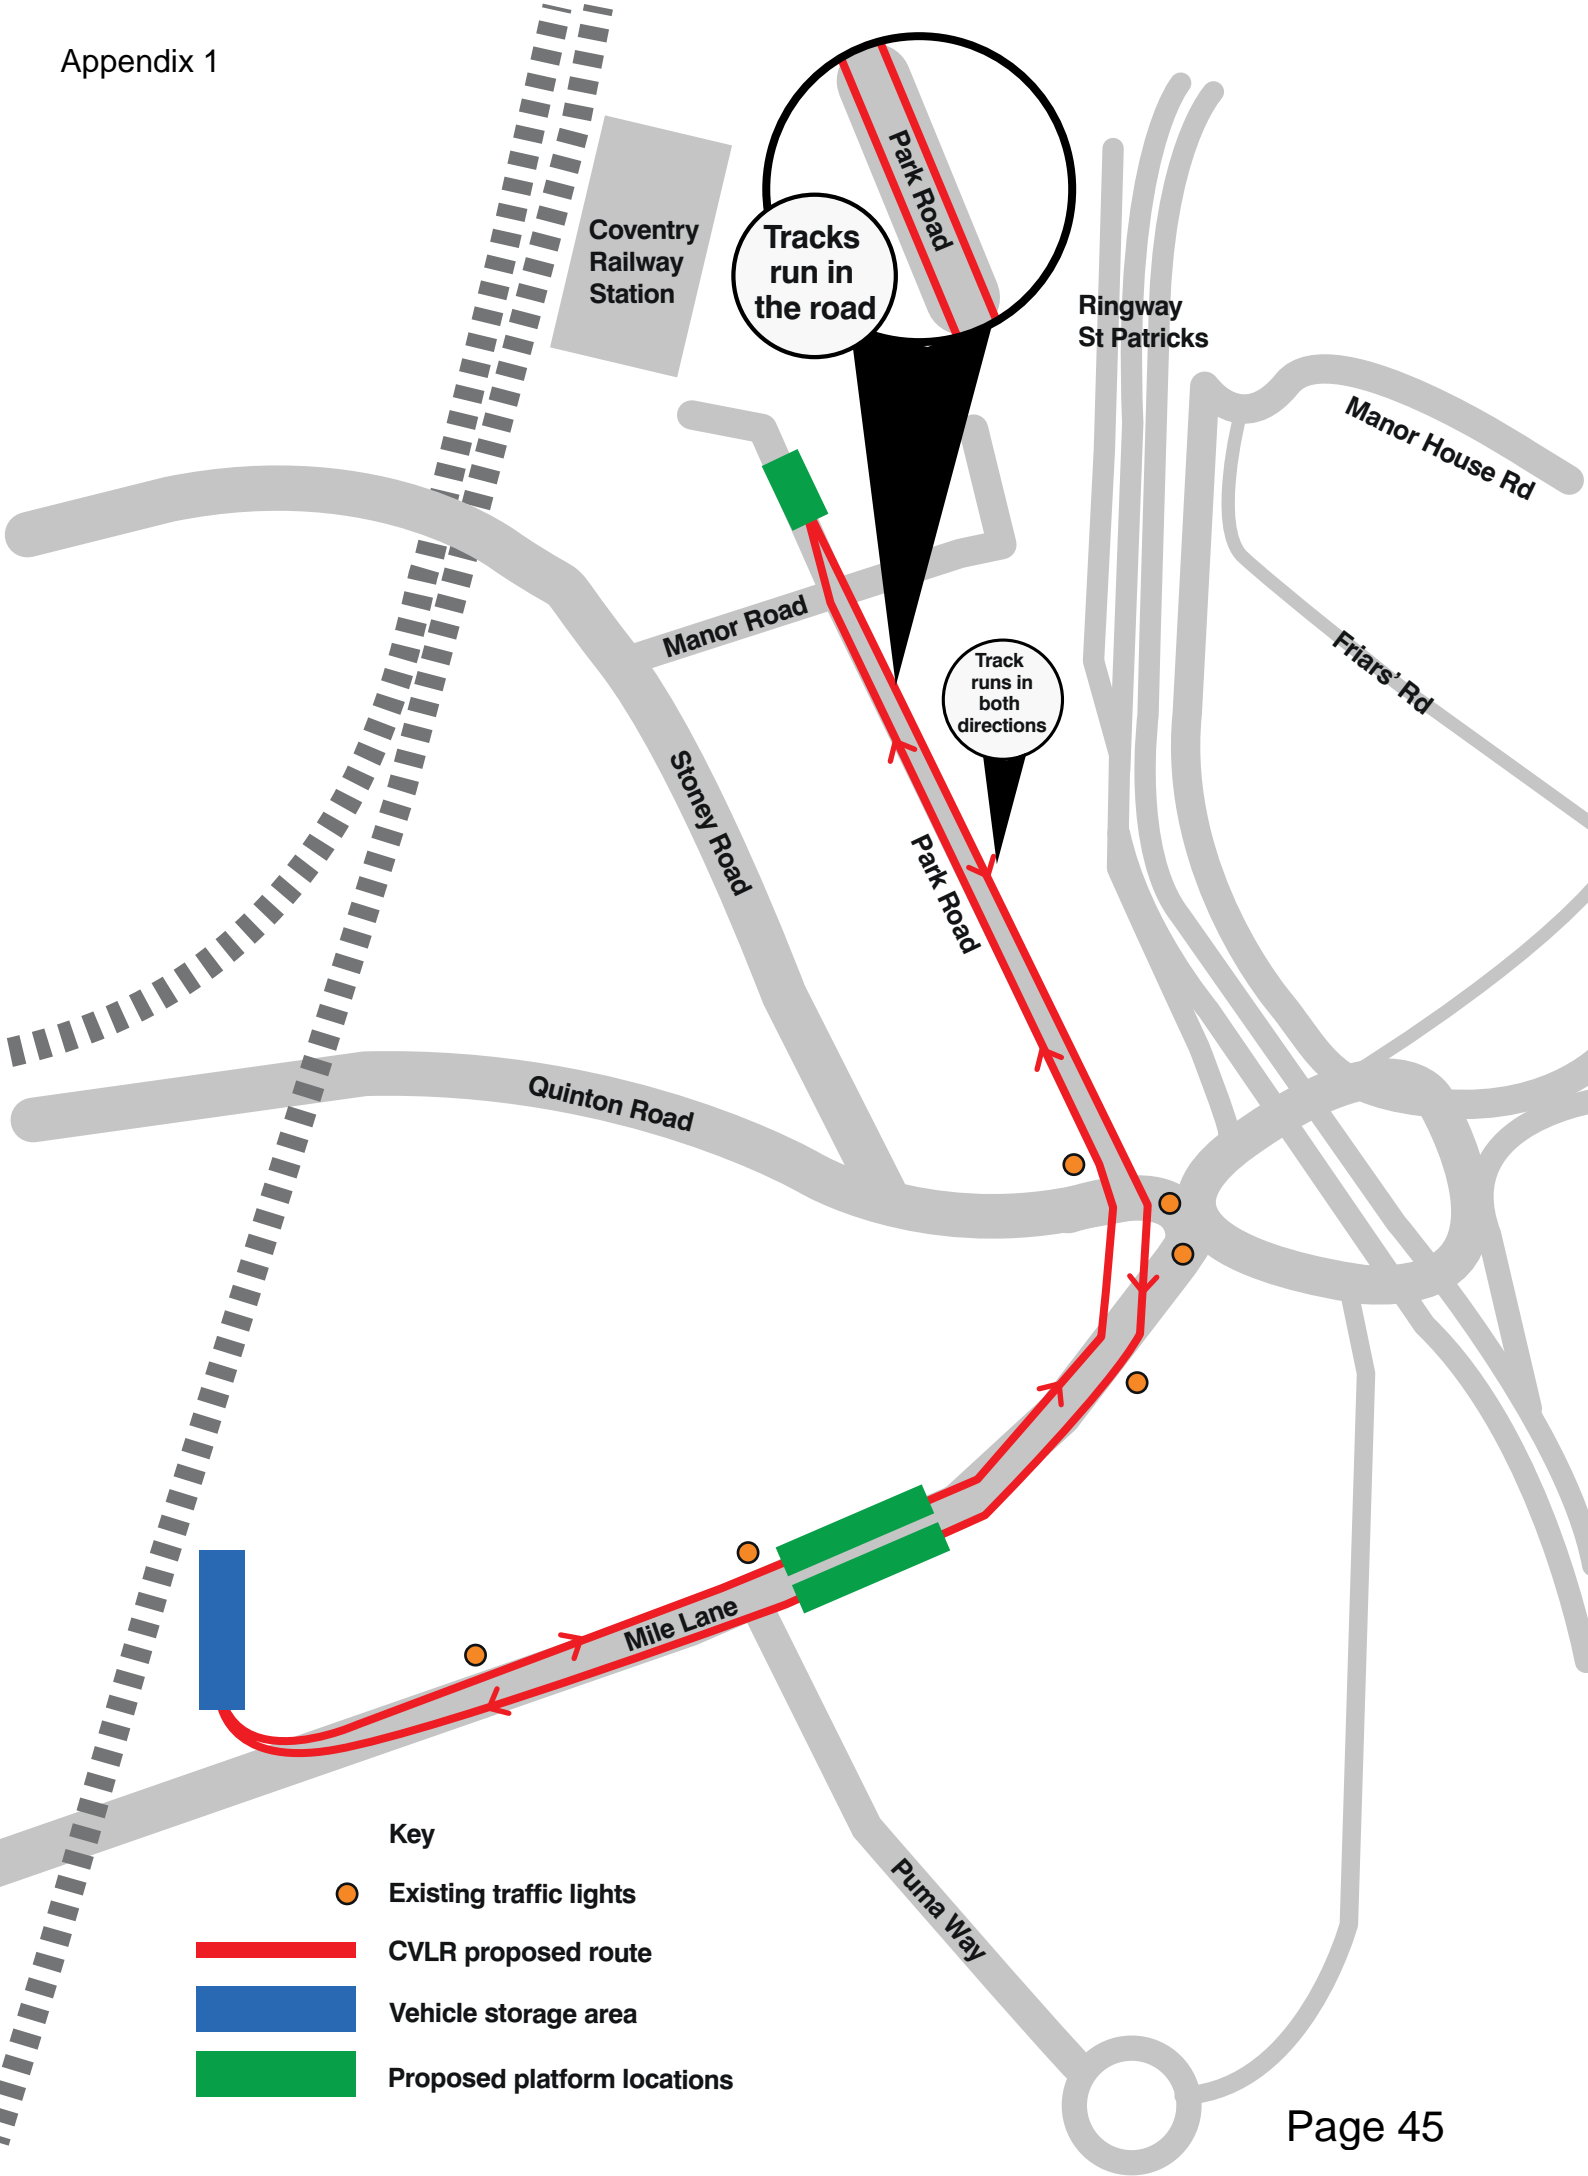 Appendix 1
Park Road
Tracks
run in
the road
Coventry
Railway
Station
Ringway
St Patricks
Manor House Rd
Manor Road
Friars' Rd
Track
runs in
both
directions
Stoney Road
Park Road
Quinton Road
Mile Lane
Puma Way
Key
Existing traffic lights
CVLR proposed route
Vehicle storage area
Proposed platform locations
Page 45